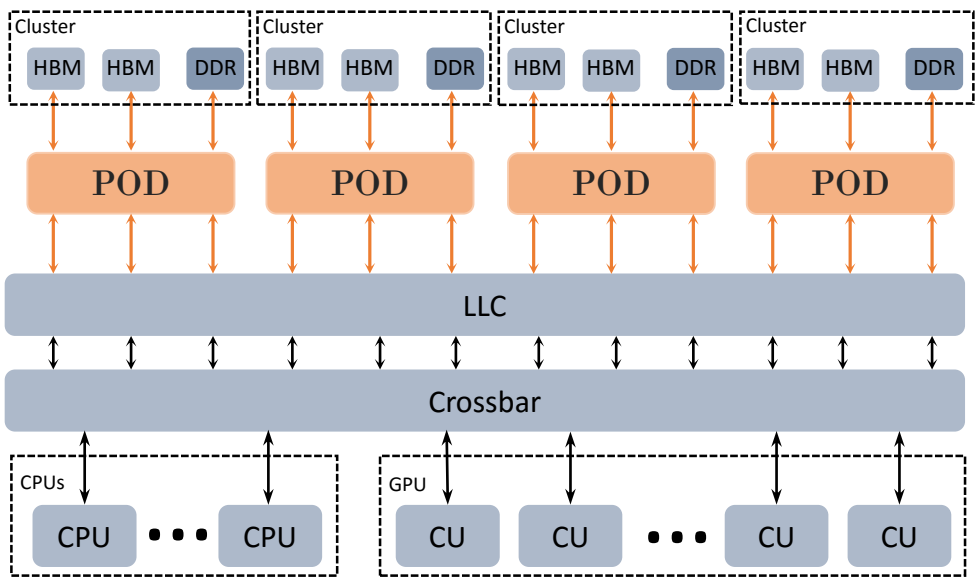 Cluster Cluster Cluster Cluster
HBM HBM DDR HBM HBM DDR HBM HBM DDR HBM HBM DDR
POD POD POD POD
LLC
Crossbar
CPUs GPU
CPU CPU CU CU CU CU